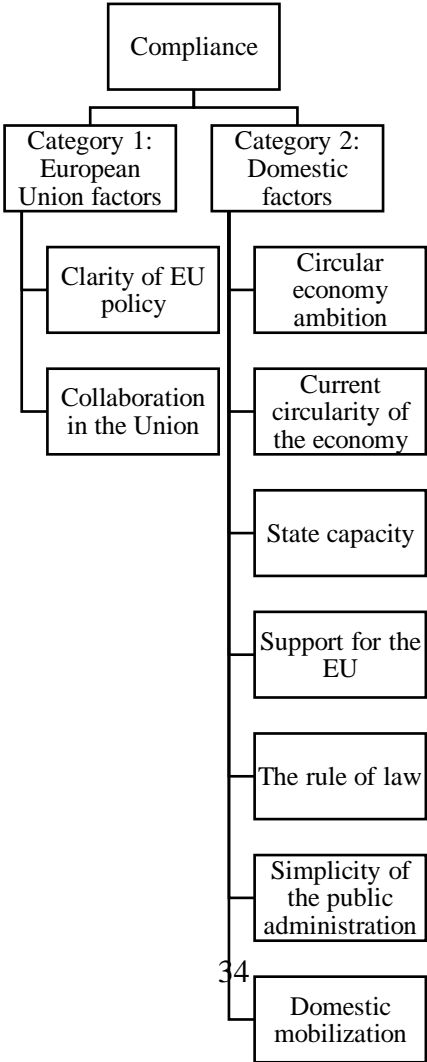 Compliance
Category 1:
European
Union factors
Clarity of EU
policy
Collaboration
in the Union
Category 2:
Domestic
factors
Circular
economy
ambition
Current
circularity of
the economy
State capacity
Support for the
EU
The rule of law
Simplicity of
the public
administration
Domestic
mobilization
34